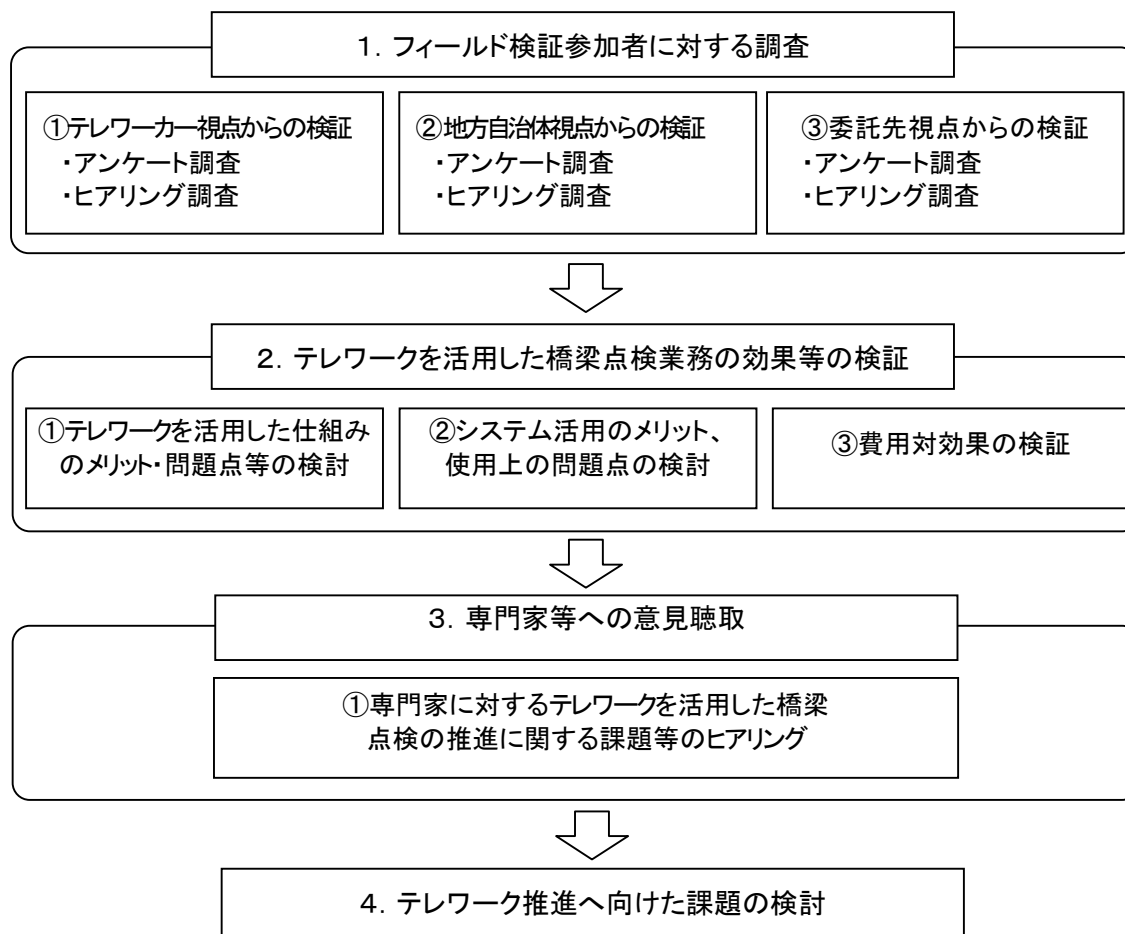 1．フィールド検証参加者に対する調査
①テレワーカー視点からの検証
・アンケート調査
・ヒアリング調査
②地方自治体視点からの検証
・アンケート調査
・ヒアリング調査
③委託先視点からの検証
・アンケート調査
・ヒアリング調査
2．テレワークを活用した橋梁点検業務の効果等の検証
①テレワークを活用した仕組み
のメリット・問題点等の検討
②システム活用のメリット、
使用上の問題点の検討
③費用対効果の検証
3．専門家等への意見聴取
①専門家に対するテレワークを活用した橋梁
点検の推進に関する課題等のヒアリング
4．テレワーク推進へ向けた課題の検討